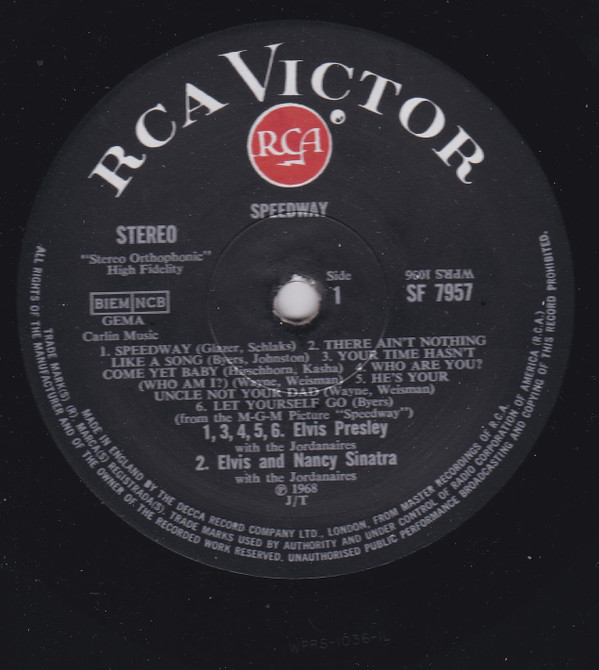 RCA VICTOR
RCA
SPEEDWAY
STEREO
"Stereo Orthophonic"
High Fidelity
Side
1
WPRS 1036
SF 7957
BIEM NCB
GEMA
Carlin Music
1. SPEEDWAY (Glazer, Schlaks) 2. THERE AIN'T NOTHING
LIKE A SONG (Byers, Johnston) 3. YOUR TIME HASN'T
COME YET BABY (Hirschhorn, Kasha) 4. WHO ARE YOU?
(WHO AM I?) (Wayne, Weisman) 5. HE'S YOUR
UNCLE NOT YOUR DAD (Wayne, Weisman)
6. LET YOURSELF GO (Byers)
(from the M-G-M Picture "Speedway")
1, 3, 4, 5, 6. Elvis Presley
with the Jordanaires
2. Elvis and Nancy Sinatra
with the Jordanaires
℗ 1968
J/T
MADE IN ENGLAND BY THE DECCA RECORD COMPANY LTD., LONDON, FROM MASTER RECORDINGS OF R.C.A.
TRADE MARK(S) (R). MARCA(S) REGISTRADA(S). TRADE MARKS USED BY AUTHORITY AND UNDER CONTROL OF RADIO CORPORATION OF AMERICA (R.C.A.)
ALL RIGHTS OF THE MANUFACTURER AND OF THE OWNER OF THE RECORDED WORK RESERVED. UNAUTHORISED PUBLIC PERFORMANCE BROADCASTING AND COPYING OF THIS RECORD PROHIBITED.
WPRS-1036-1L